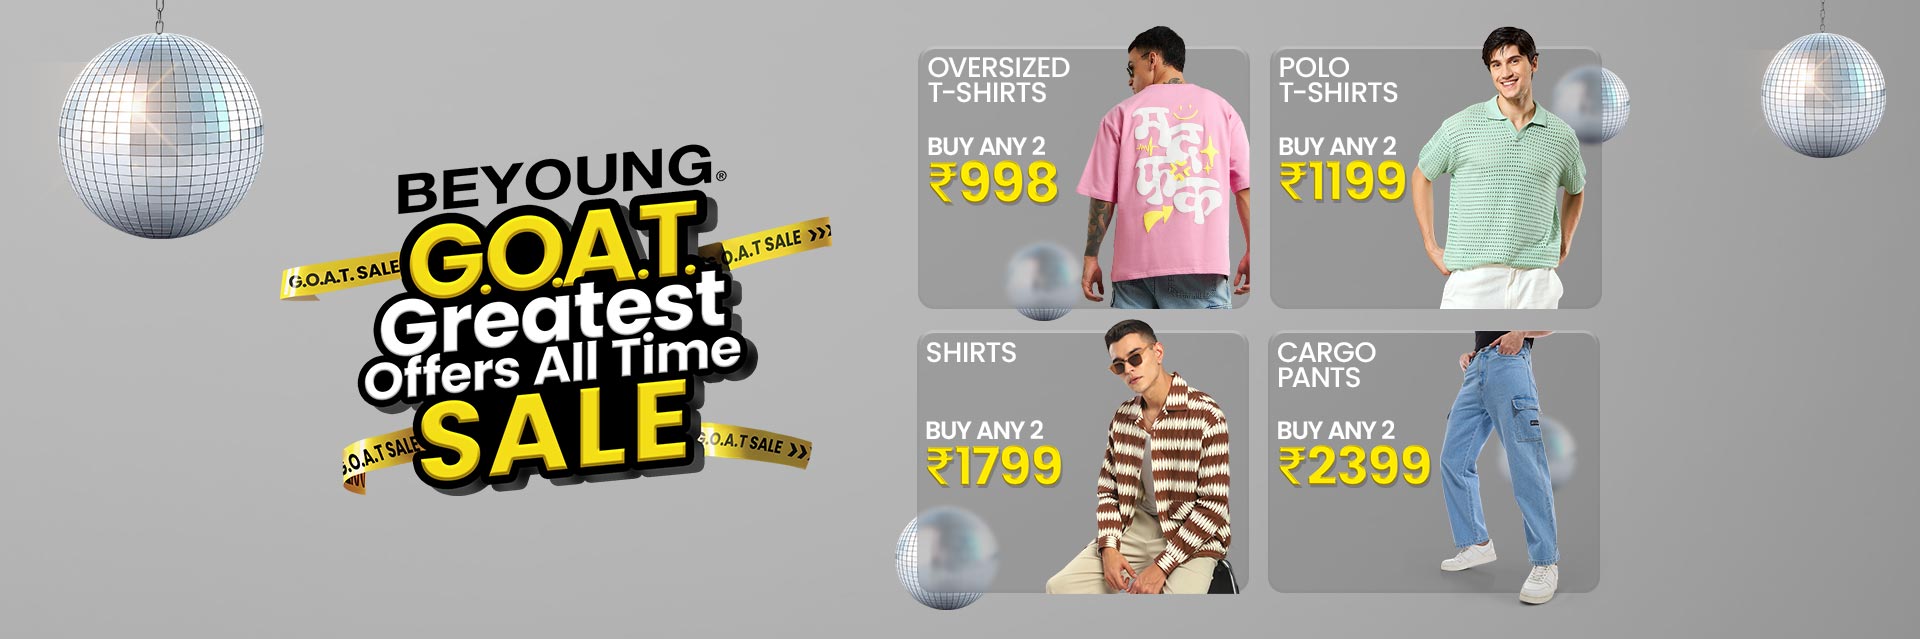 BEYOUNG®
G.O.A.T.
Greatest
Offers All Time
SALE
G.O.A.T. SALE
O.A.T SALE >>>
G.O.A.T SALE
G.O.A.T SALE >>
OVERSIZED
T-SHIRTS
BUY ANY 2
₹998
POLO
T-SHIRTS
BUY ANY 2
₹1199
SHIRTS
BUY ANY 2
₹1799
CARGO
PANTS
BUY ANY 2
₹2399